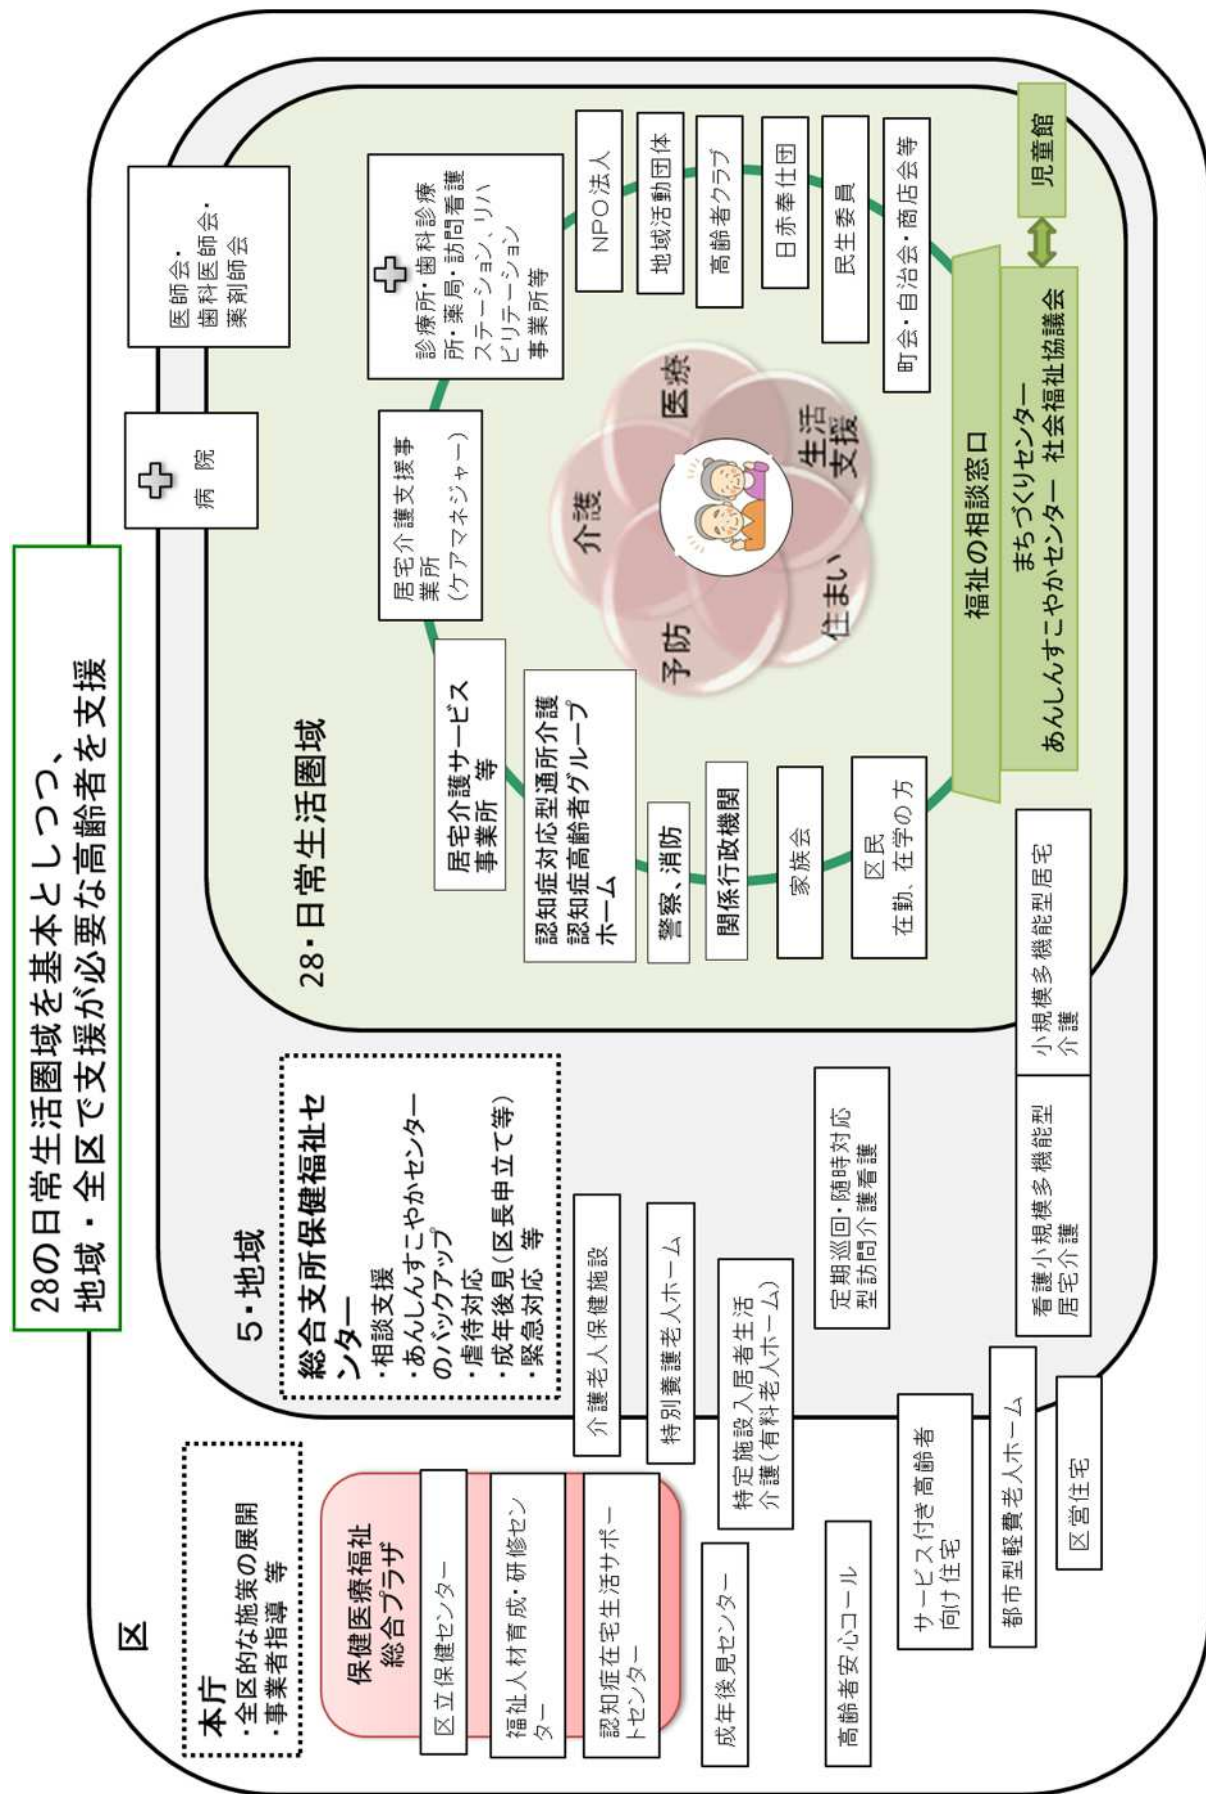 28の日常生活圏域を基本としつつ、
地域・全区で支援が必要な高齢者を支援
区
本庁
・全区的な施策の展開
・事業者指導 等
保健医療福祉
総合プラザ
区立保健センター
福祉人材育成・研修セン
ター
認知症在宅生活サポー
トセンター
成年後見センター
高齢者安心コール
サービス付き高齢者
向け住宅
都市型軽費老人ホーム
区営住宅
5・地域
総合支所保健福祉セ
ンター
・相談支援
・あんしんすこやかセンター
のバックアップ
・虐待対応
・成年後見(区長申立て等)
・緊急対応 等
介護老人保健施設
特別養護老人ホーム
特定施設入居者生活
介護(有料老人ホーム)
定期巡回・随時対応
型訪問介護看護
看護小規模多機能型
居宅介護
小規模多機能型居宅
介護
病 院
医師会・
歯科医師会・
薬剤師会
28・日常生活圏域
居宅介護支援事
業所
(ケアマネジャー)
診療所・歯科診療
所・薬局・訪問看護
ステーション、リハ
ビリテーション
事業所等
居宅介護サービス
事業所 等
認知症対応型通所介護
認知症高齢者グループ
ホーム
警察、消防
関係行政機関
家族会
区民
在勤、在学の方
介護
医療
予防
生活
支援
住まい
NPO法人
地域活動団体
高齢者クラブ
日赤奉仕団
民生委員
町会・自治会・商店会等
福祉の相談窓口
まちづくりセンター
あんしんすこやかセンター 社会福祉協議会
児童館